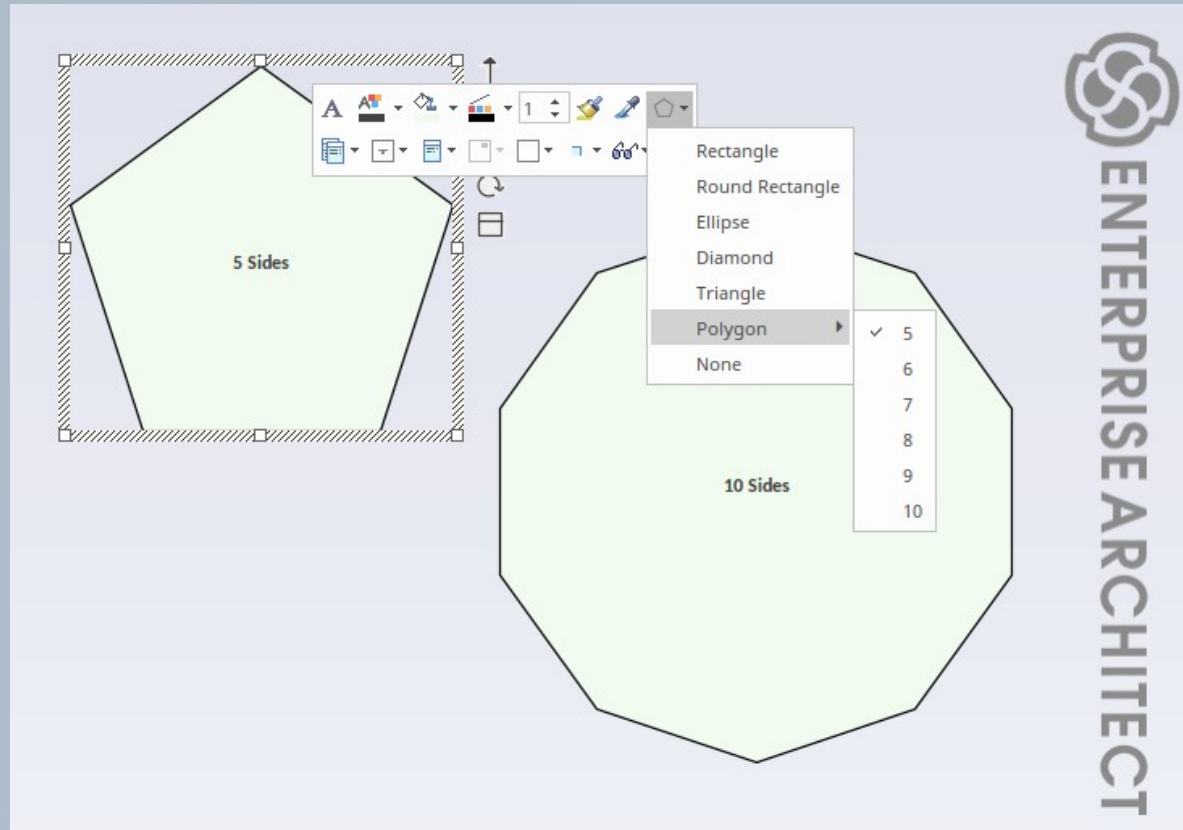 A A 1
Rectangle
Round Rectangle
Ellipse
Diamond
Triangle
Polygon
None
5
6
7
8
9
10
5 Sides
10 Sides
ENTERPRISE ARCHITECT